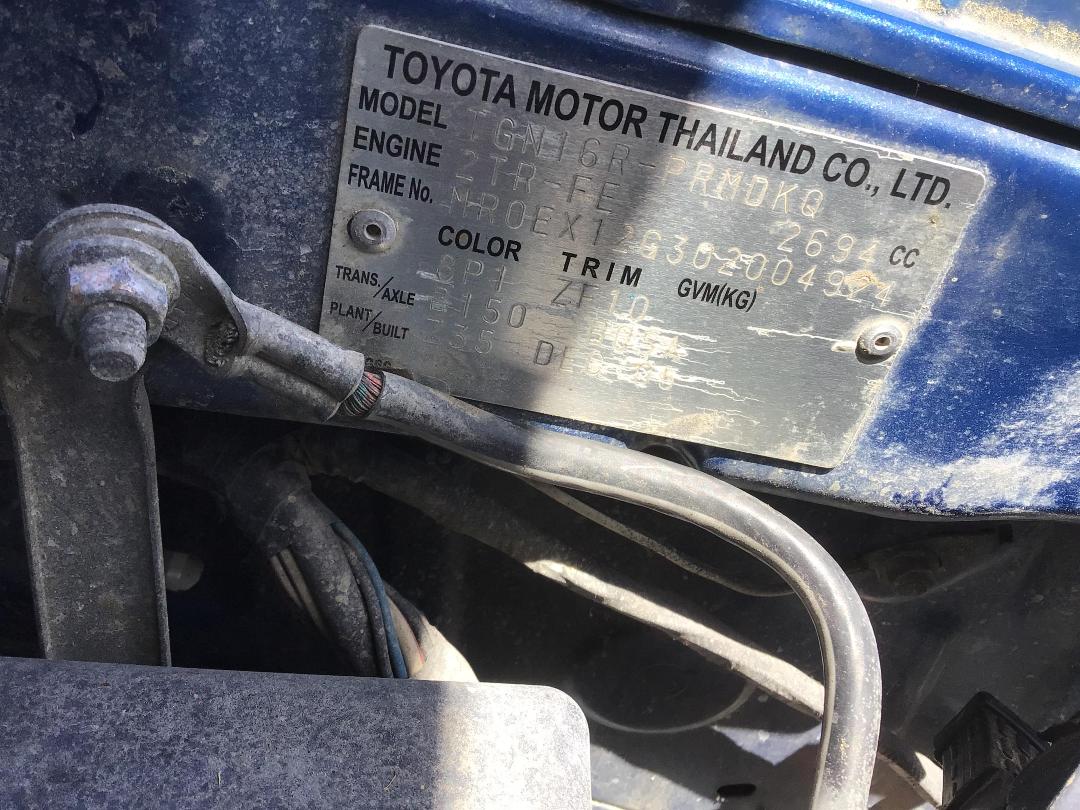 TOYOTA MOTOR THAILAND CO., LTD.
MODEL TGN16R-PRMDKQ
ENGINE 2TR-FE 2694 CC
FRAME No. MR0EX12G302004924
COLOR TRIM GVM(KG)
8P1 ZF10
TRANS./AXLE G150
PLANT/BUILT